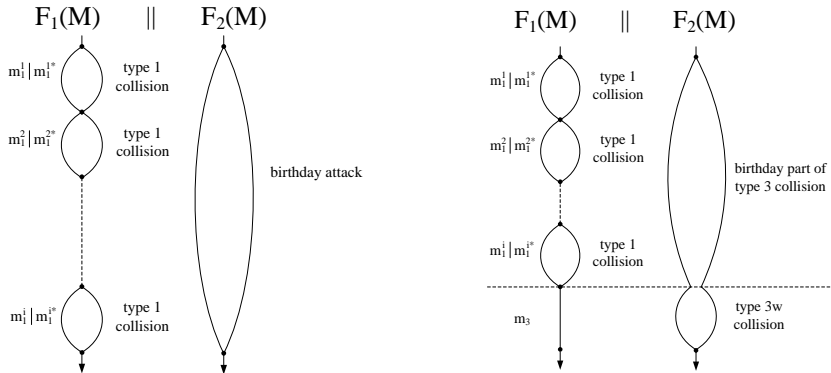 F₁(M) || F₂(M)
m₁¹|m₁¹*
type 1
collision
m₁²|m₁²*
type 1
collision
birthday attack
m₁ⁱ|m₁ⁱ*
type 1
collision
F₁(M) || F₂(M)
m₁¹|m₁¹*
type 1
collision
m₂¹|m₂²*
type 1
collision
birthday part of
type 3 collision
m₁ⁱ|m₁ⁱ*
type 1
collision
m₃
type 3w
collision